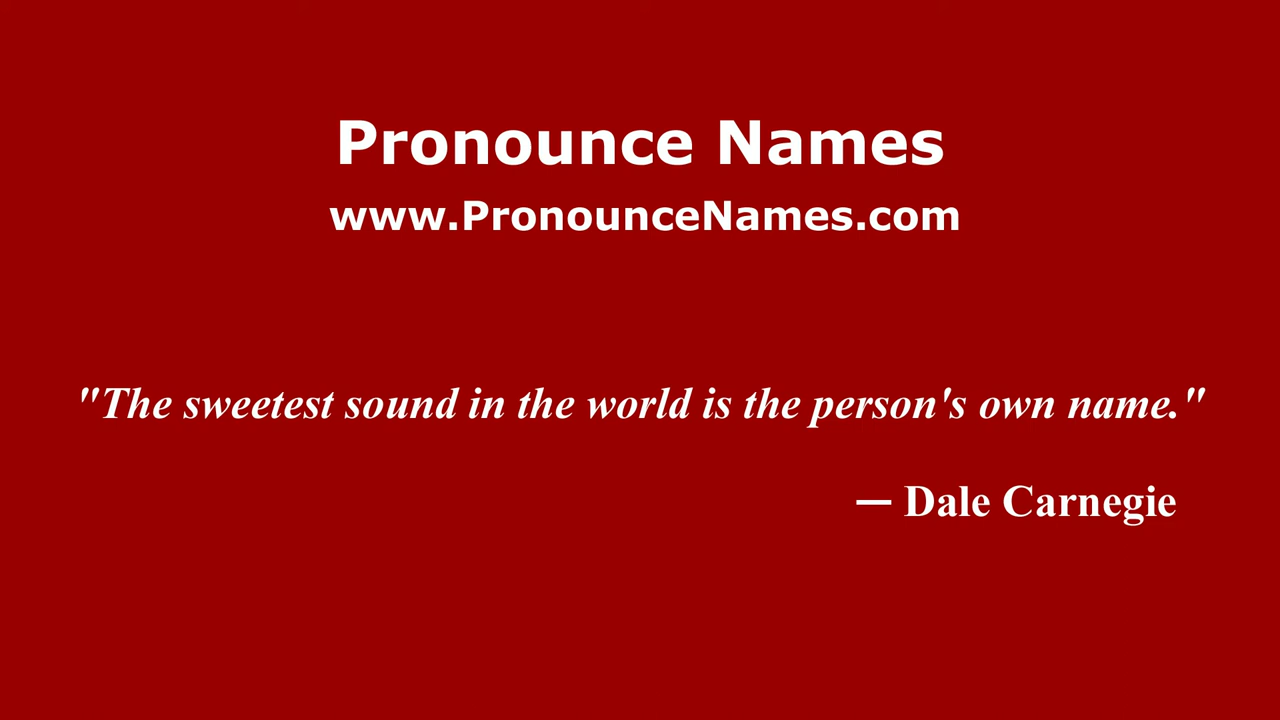 Pronounce Names
www.PronounceNames.com
"The sweetest sound in the world is the person's own name."
— Dale Carnegie